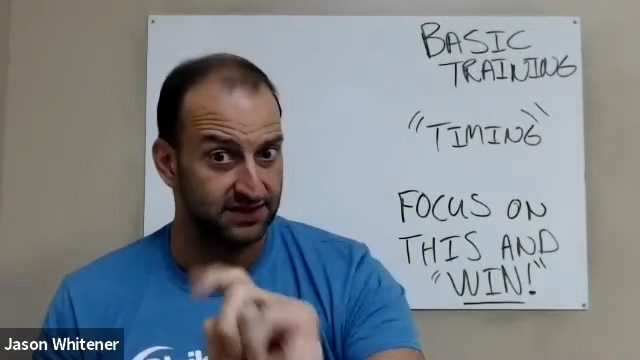 BASIC
TRAINING
"TIMING"
FOCUS ON
THIS AND
"WIN!"
Jason Whitener